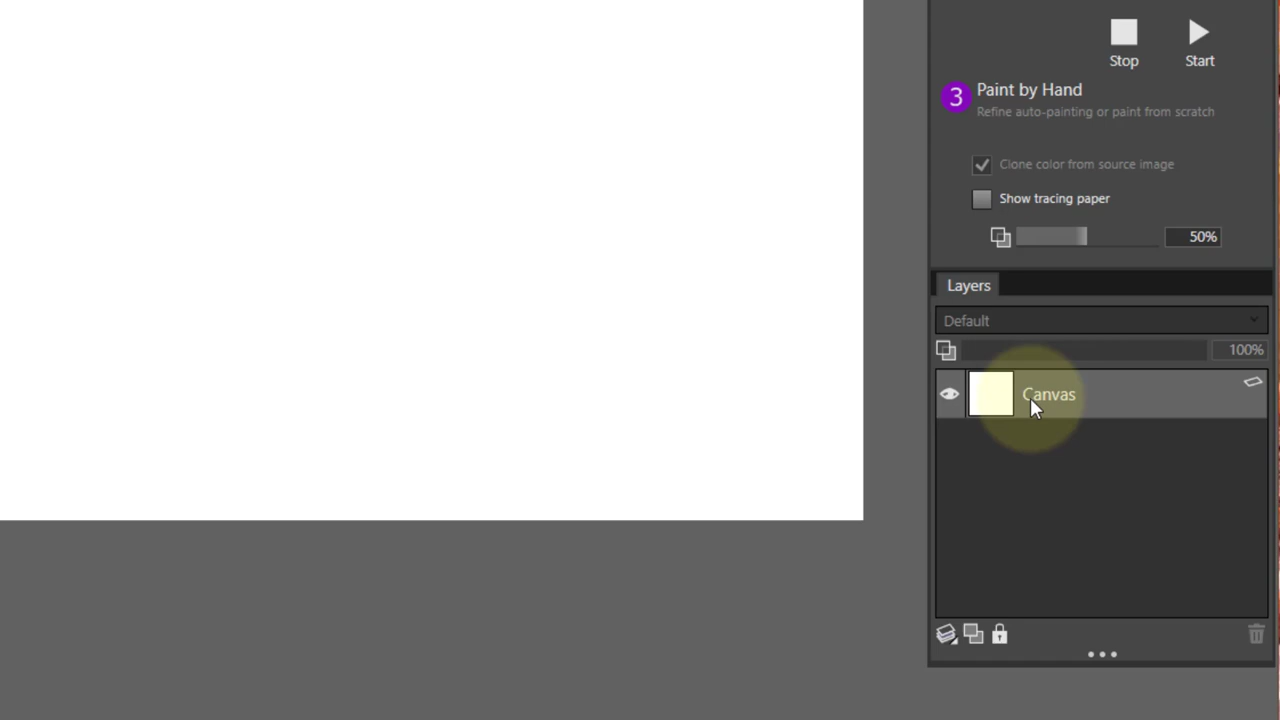 Stop Start
3 Paint by Hand
Refine auto-painting or paint from scratch
Clone color from source image
Show tracing paper
50%
Layers
Default
100%
Canvas